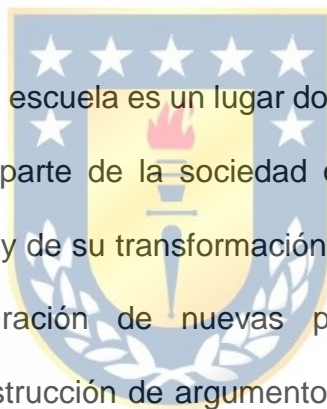 escuela es un lugar do
parte de la sociedad
y de su transformación
ración de nuevas p
strucción de argumento